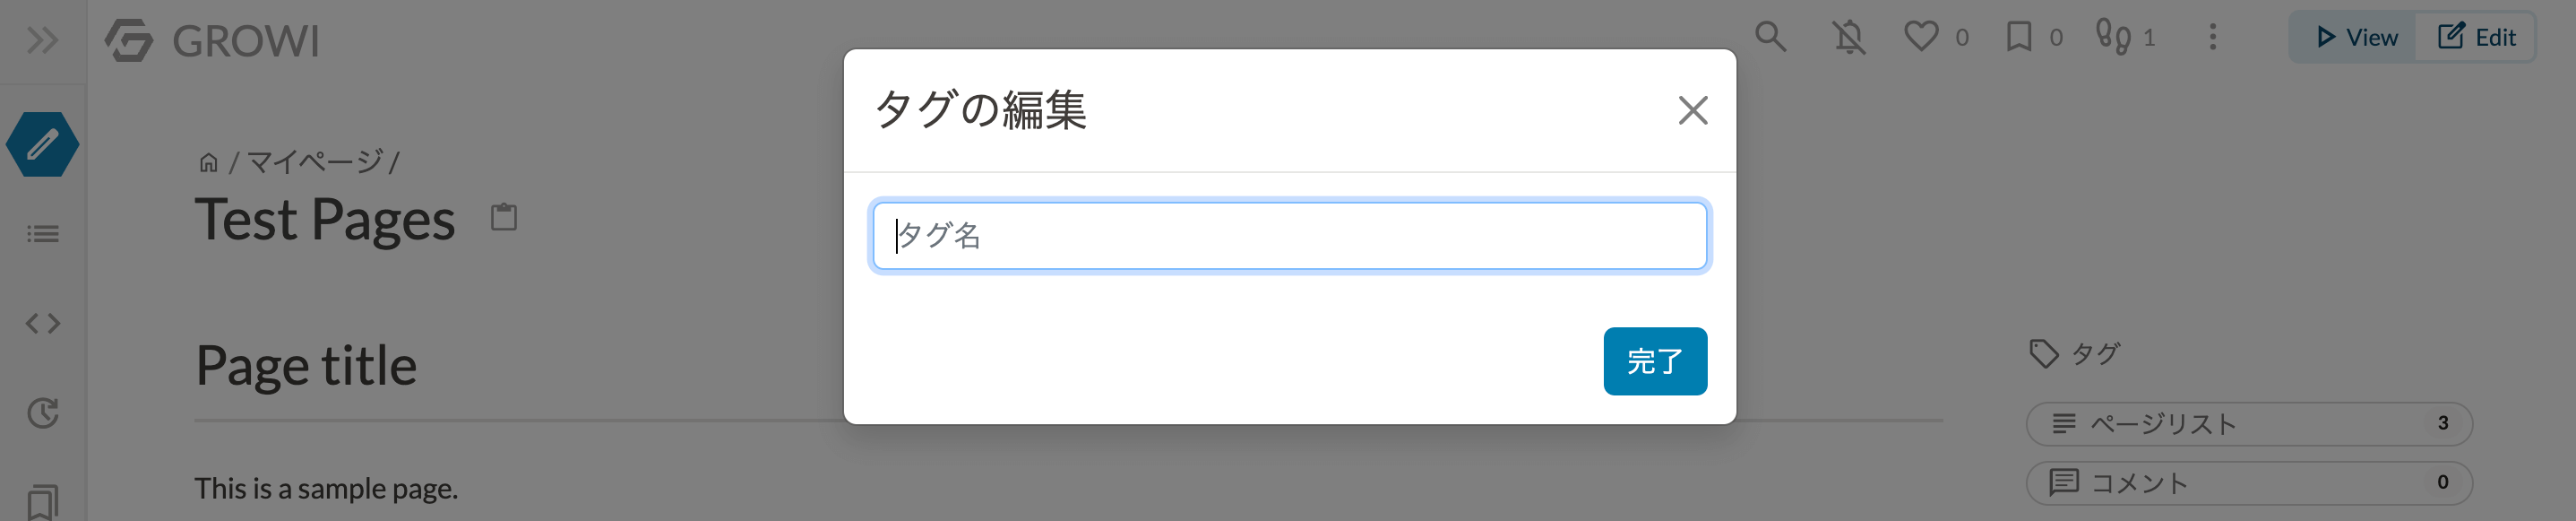 GROWI
0
0
1
View
Edit
タグの編集
/ マイページ /
Test Pages
タグ名
Page title
完了
タグ
ページリスト 3
This is a sample page.
コメント 0